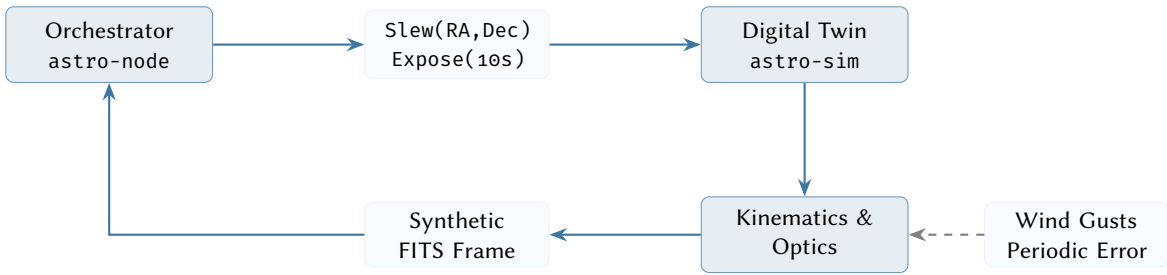 Orchestrator
astro-node
Slew(RA,Dec)
Expose(10s)
Digital Twin
astro-sim
Synthetic
FITS Frame
Kinematics &
Optics
Wind Gusts
Periodic Error